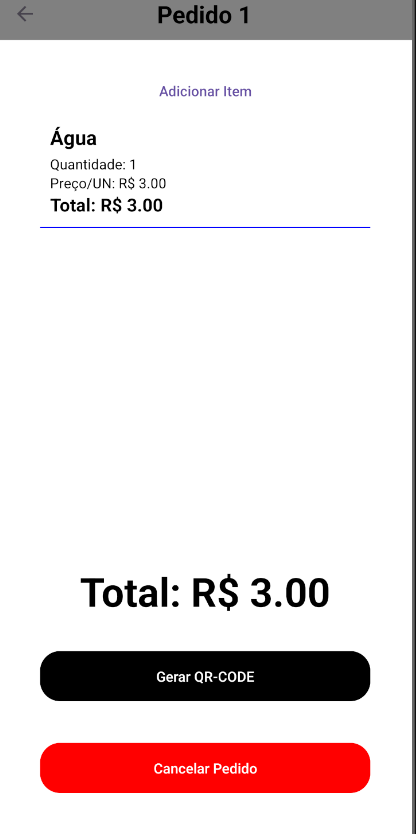 Pedido 1
Adicionar Item
Água
Quantidade: 1
Preço/UN: R$ 3.00
Total: R$ 3.00
Total: R$ 3.00
Gerar QR-CODE
Cancelar Pedido